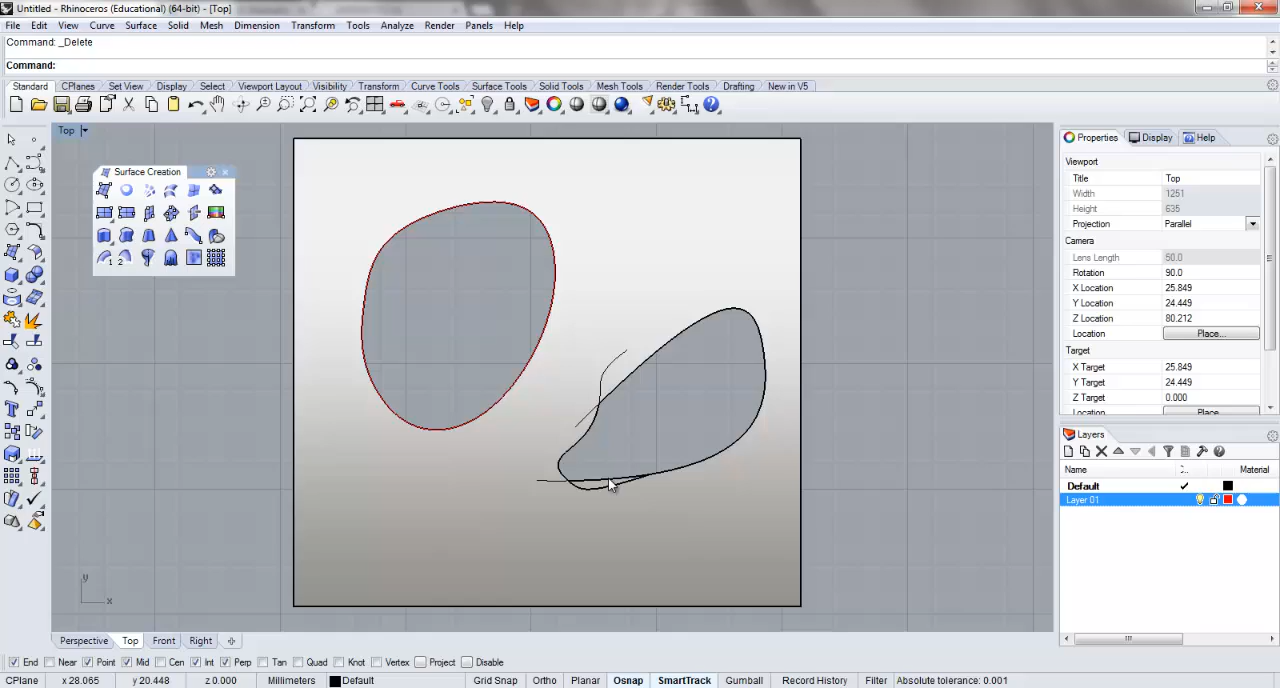 Untitled - Rhinoceros (Educational) (64-bit) - [Top]
File Edit View Curve Surface Solid Mesh Dimension Transform Tools Analyze Render Panels Help
Command: _Delete
Command:
Standard CPlanes Set View Display Select Viewport Layout Visibility Transform Curve Tools Surface Tools Solid Tools Mesh Tools Render Tools Drafting New in V5
Top
Surface Creation
Properties Display Help
Viewport
Title Top
Width 1251
Height 635
Projection Parallel
Camera
Lens Length 50.0
Rotation 90.0
X Location 25.849
Y Location 24.449
Z Location 80.212
Location Place...
Target
X Target 25.849
Y Target 24.449
Z Target 0.000
Location Place...
Layers
Name Material
Default
Layer 01
y
x
Perspective Top Front Right
End Near Point Mid Cen Int Perp Tan Quad Knot Vertex Project Disable
CPlane x 28.065 y 20.448 z 0.000 Millimeters Default Grid Snap Ortho Planar Osnap SmartTrack Gumball Record History Filter Absolute tolerance: 0.001